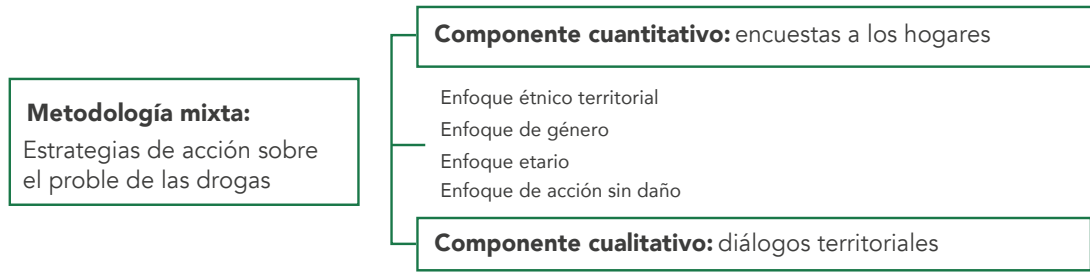 Metodología mixta:
Estrategias de acción sobre
el proble de las drogas
Componente cuantitativo: encuestas a los hogares
Enfoque étnico territorial
Enfoque de género
Enfoque etario
Enfoque de acción sin daño
Componente cualitativo: diálogos territoriales